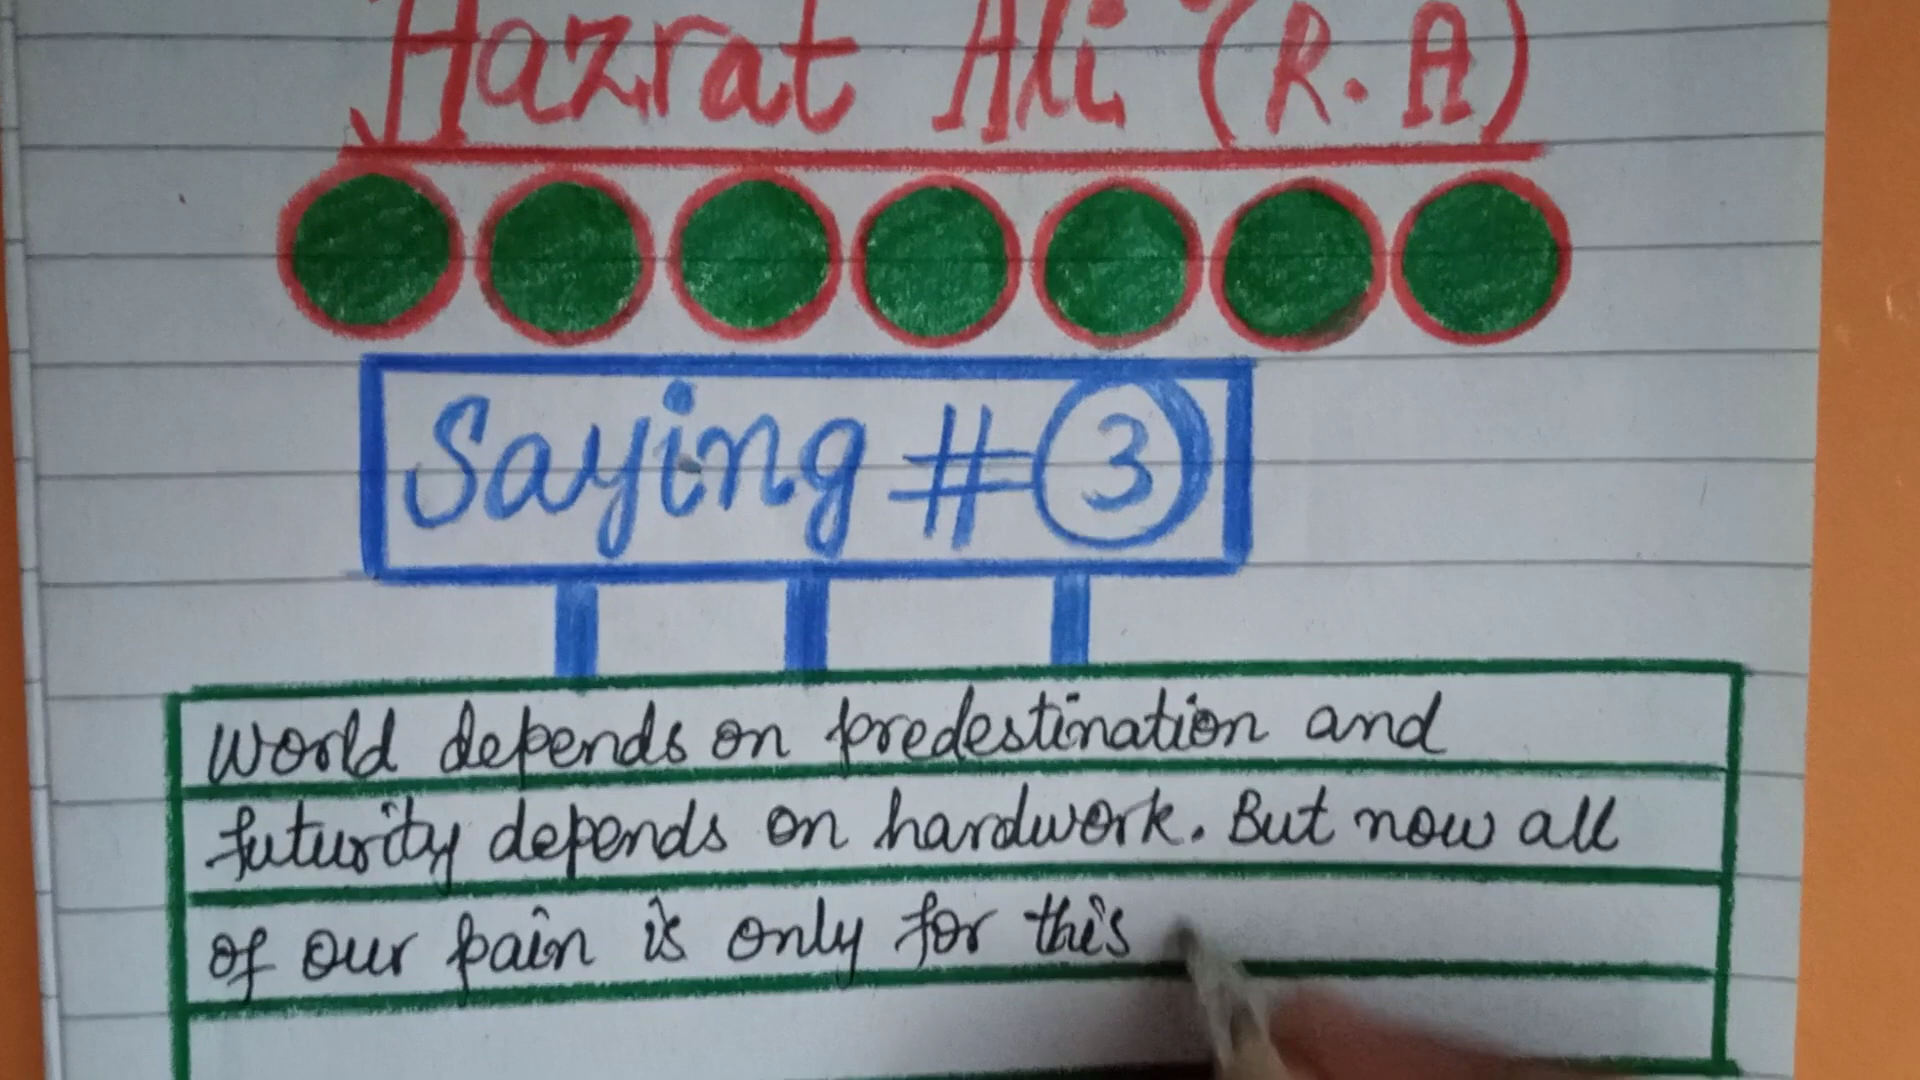 Hazrat Ali (R.A)
Saying # 3
World depends on predestination and
futurity depends on hardwork. But now all
of our pain is only for this